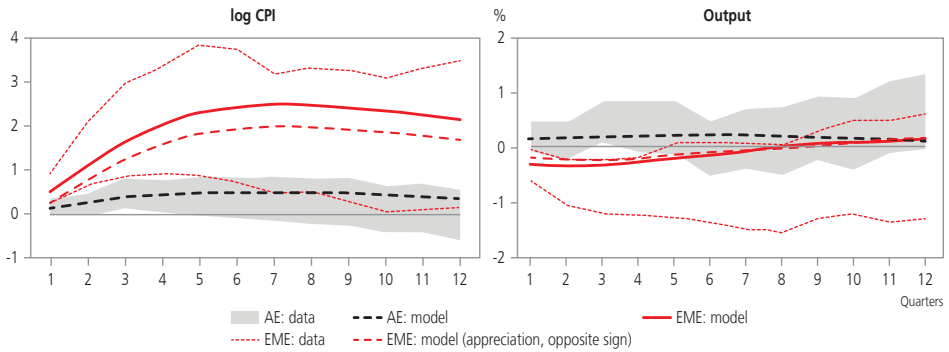 log CPI
% Output
4
3
2
1
0
-1
1 2 3 4 5 6 7 8 9 10 11 12
2
1
0
-1
-2
1 2 3 4 5 6 7 8 9 10 11 12
Quarters
AE: data AE: model EME: model
EME: data EME: model (appreciation, opposite sign)